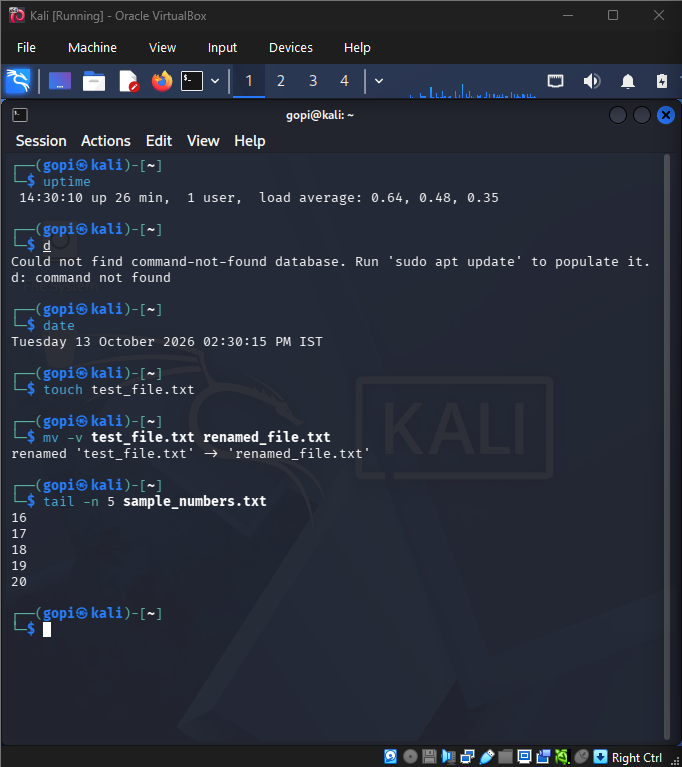 Kali [Running] - Oracle VirtualBox
File Machine View Input Devices Help
1 2 3 4
gopi@kali: ~
Session Actions Edit View Help
┌──(gopi㉿kali)-[~]
└─$ uptime
 14:30:10 up 26 min,  1 user,  load average: 0.64, 0.48, 0.35
┌──(gopi㉿kali)-[~]
└─$ d
Could not find command-not-found database. Run 'sudo apt update' to populate it.
d: command not found
┌──(gopi㉿kali)-[~]
└─$ date
Tuesday 13 October 2026 02:30:15 PM IST
┌──(gopi㉿kali)-[~]
└─$ touch test_file.txt
┌──(gopi㉿kali)-[~]
└─$ mv -v test_file.txt renamed_file.txt
renamed 'test_file.txt' -> 'renamed_file.txt'
┌──(gopi㉿kali)-[~]
└─$ tail -n 5 sample_numbers.txt
16
17
18
19
20
┌──(gopi㉿kali)-[~]
└─$
KALI
Right Ctrl